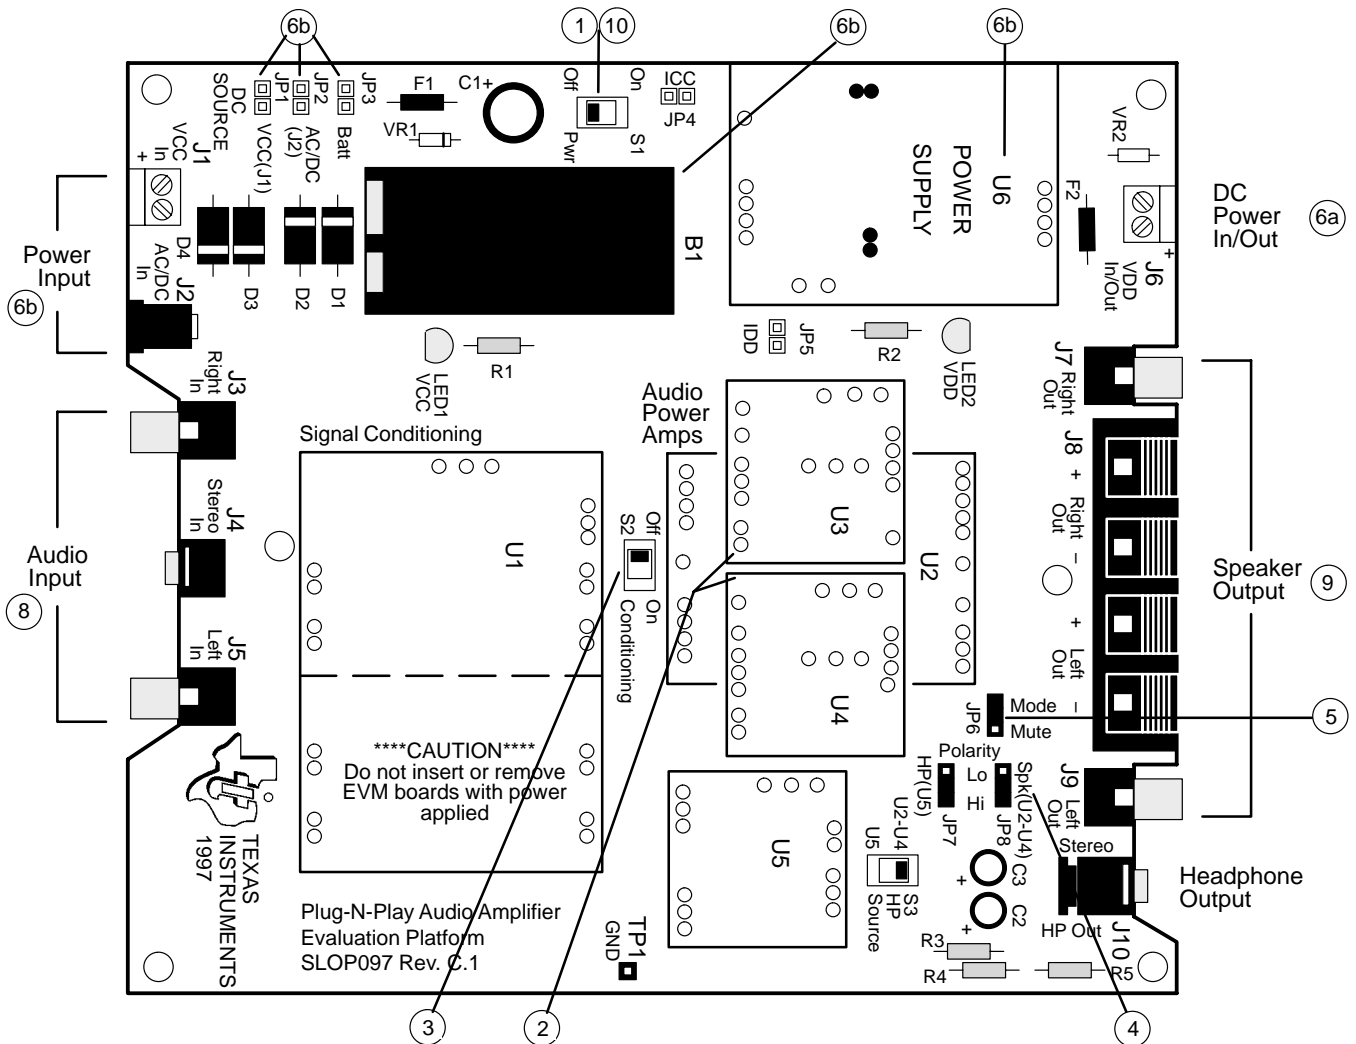 6b
1
10
6b
6b
DC
SOURCE
JP1
VCC(J1)
JP2
AC/DC
(J2)
JP3
Batt
F1
VR1
C1+
Off
On
Pwr
S1
ICC
JP4
U6
POWER
SUPPLY
VR2
F2
J1
VCC
In
+
J6
VDD
In/Out
+
DC
Power
In/Out
6a
Power
Input
6b
D4
D3
D2
D1
AC/DC
In
J2
B1
LED1
VCC
R1
IDD
JP5
R2
LED2
VDD
J3
Right
In
J7
Right
Out
Audio
Power
Amps
Signal Conditioning
J8
+
Right
Out
–
+
Left
Out
–
J4
Stereo
In
U1
S2
Off
On
Conditioning
U3
U2
U4
Audio
Input
8
Speaker
Output
9
J5
Left
In
JP6
Mode
Mute
5
****CAUTION****
Do not insert or remove
EVM boards with power
applied
Polarity
HP(U5)
JP7
Lo
Hi
Spk(U2-U4)
JP8
J9
Left
Out
TEXAS
INSTRUMENTS
1997
U5
U5
U2-U4
S3
HP
Source
C3
+
C2
+
Stereo
HP Out
J10
Headphone
Output
Plug-N-Play Audio Amplifier
Evaluation Platform
SLOP097 Rev. C.1
TP1
GND
R3
R4
R5
3
2
4